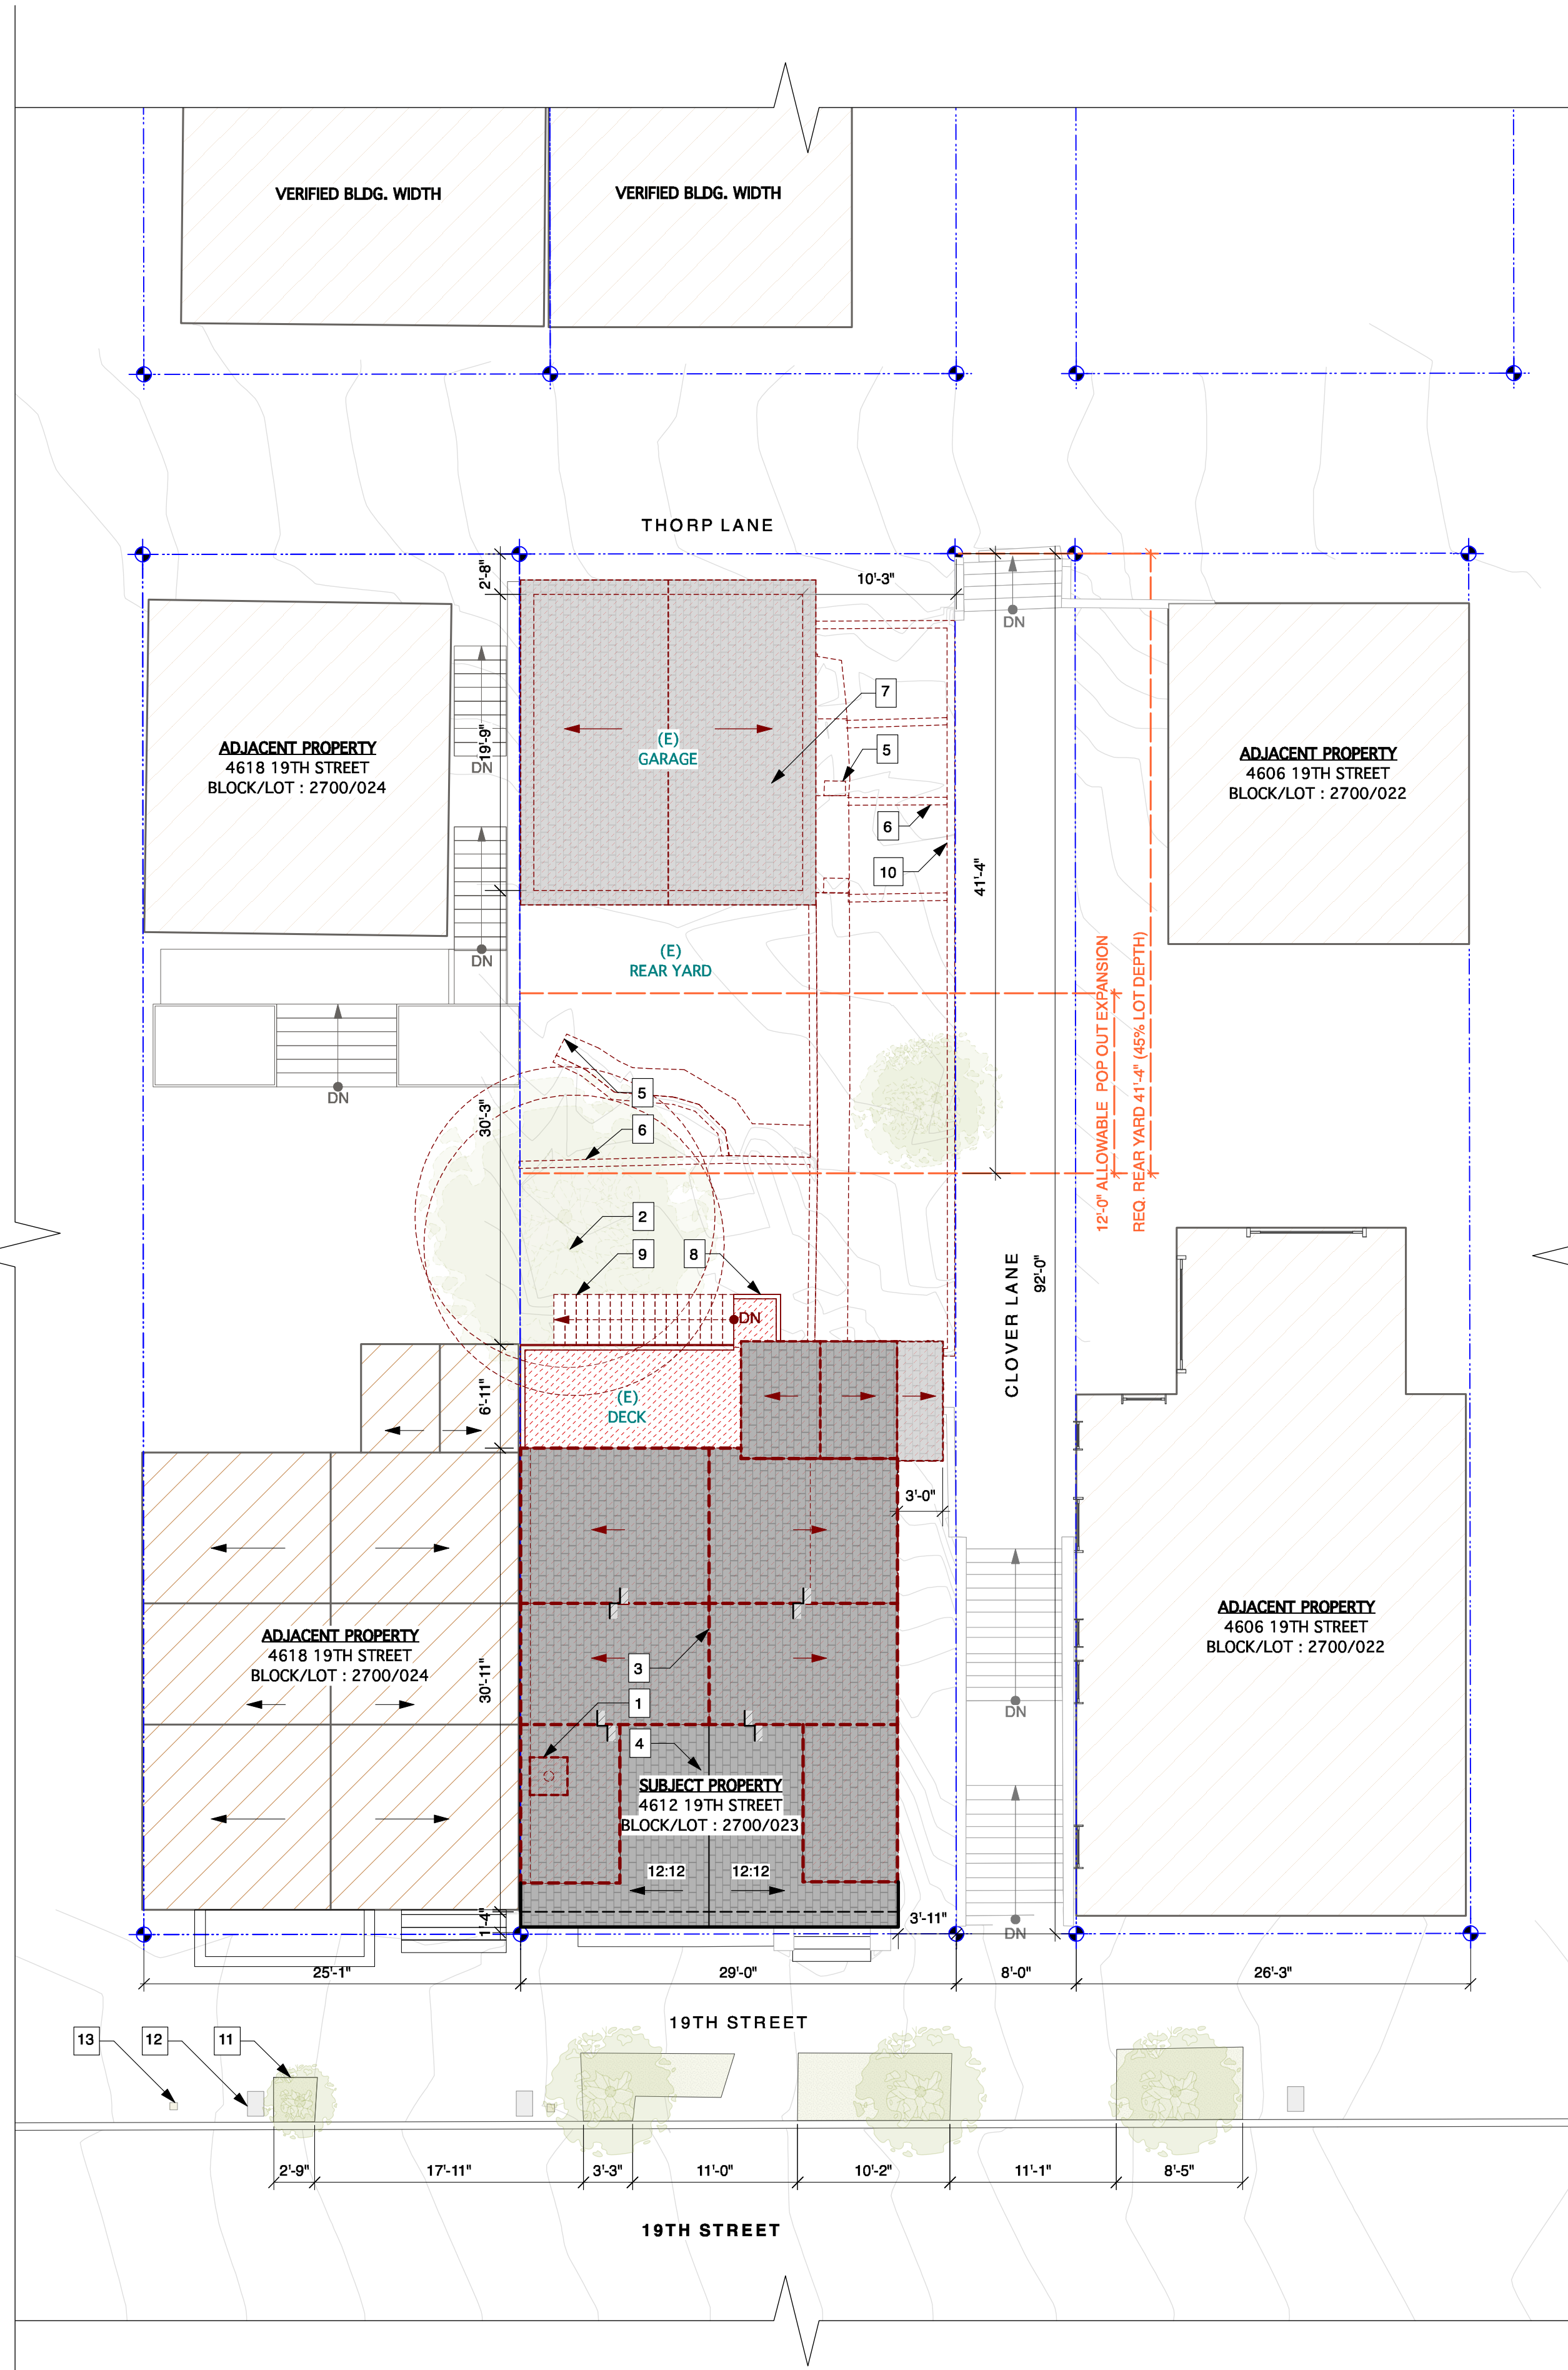 VERIFIED BLDG. WIDTH
VERIFIED BLDG. WIDTH
THORP LANE
2'-8"
10'-3"
DN
7
(E)
GARAGE
19'-9"
5
DN
ADJACENT PROPERTY
4618 19TH STREET
BLOCK/LOT : 2700/024
ADJACENT PROPERTY
4606 19TH STREET
BLOCK/LOT : 2700/022
6
10
41'-4"
(E)
REAR YARD
DN
12'-0" ALLOWABLE POP OUT EXPANSION
REQ. REAR YARD 41'-4" (45% LOT DEPTH)
DN
5
30'-3"
6
2
9
8
CLOVER LANE
92'-0"
DN
(E)
DECK
6'-11"
3'-0"
ADJACENT PROPERTY
4618 19TH STREET
BLOCK/LOT : 2700/024
ADJACENT PROPERTY
4606 19TH STREET
BLOCK/LOT : 2700/022
30'-11"
3
1
4
DN
SUBJECT PROPERTY
4612 19TH STREET
BLOCK/LOT : 2700/023
12:12
12:12
1'-4"
3'-11"
DN
25'-1"
29'-0"
8'-0"
26'-3"
19TH STREET
13
12
11
2'-9"
17'-11"
3'-3"
11'-0"
10'-2"
11'-1"
8'-5"
19TH STREET